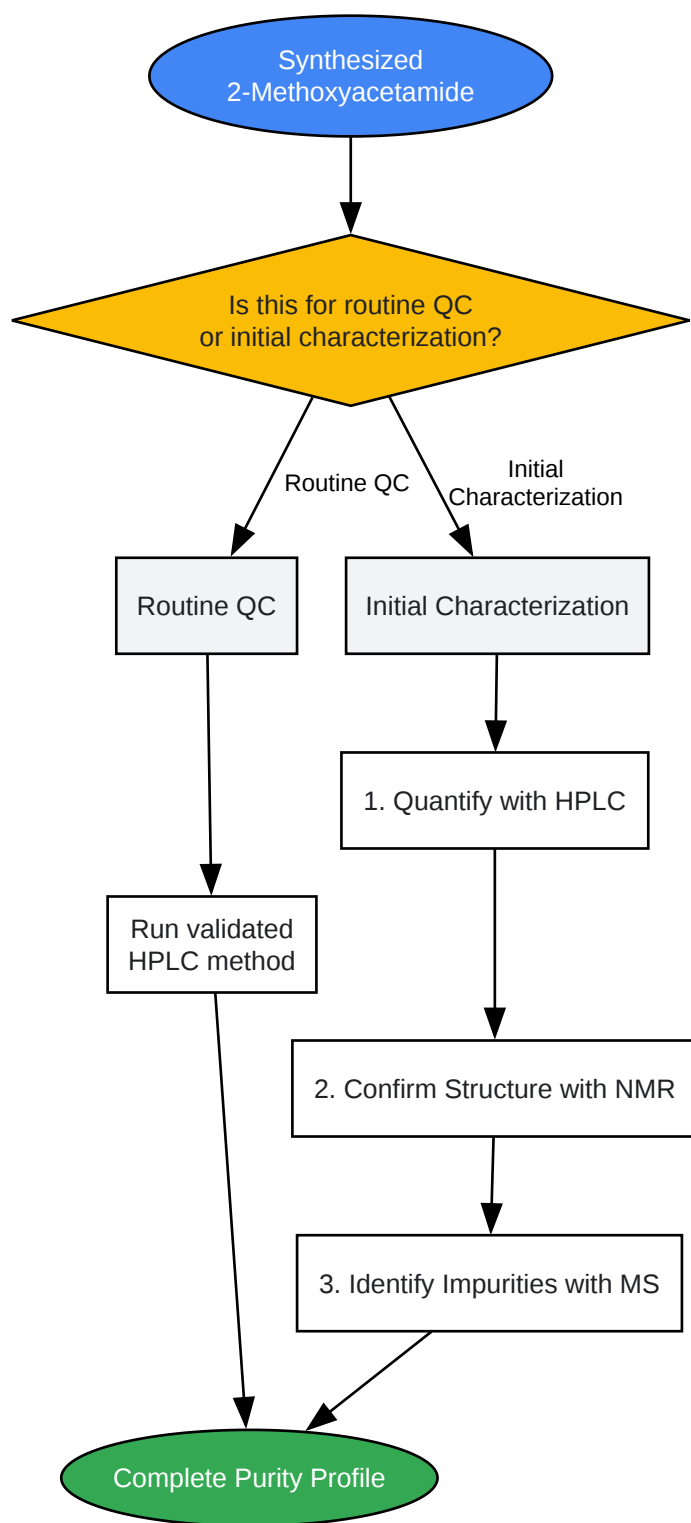 Synthesized
2-Methoxyacetamide
Is this for routine QC
or initial characterization?
Routine QC
Initial
Characterization
Routine QC
Initial Characterization
1. Quantify with HPLC
Run validated
HPLC method
2. Confirm Structure with NMR
3. Identify Impurities with MS
Complete Purity Profile